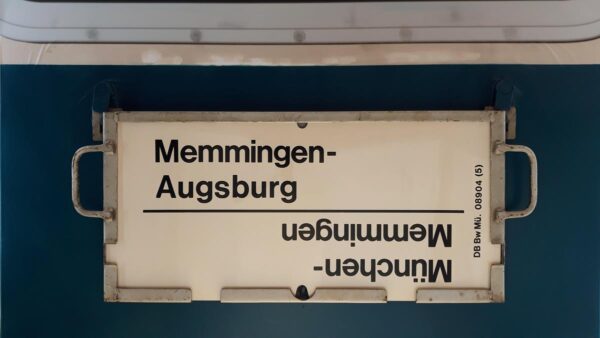 Memmingen-
Augsburg
München-
Memmingen
DB Bw Mü. 08904 (5)